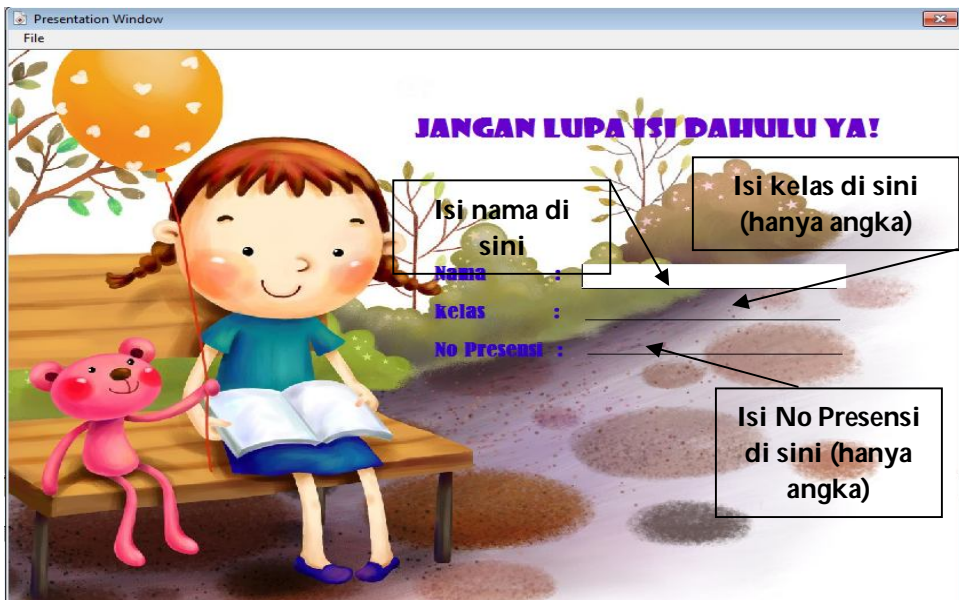 Presentation Window
File
JANGAN LUPA ISI DAHULU YA!
Isi nama di
sini
Isi kelas di sini
(hanya angka)
Nama :
kelas :
No Presensi :
Isi No Presensi
di sini (hanya
angka)